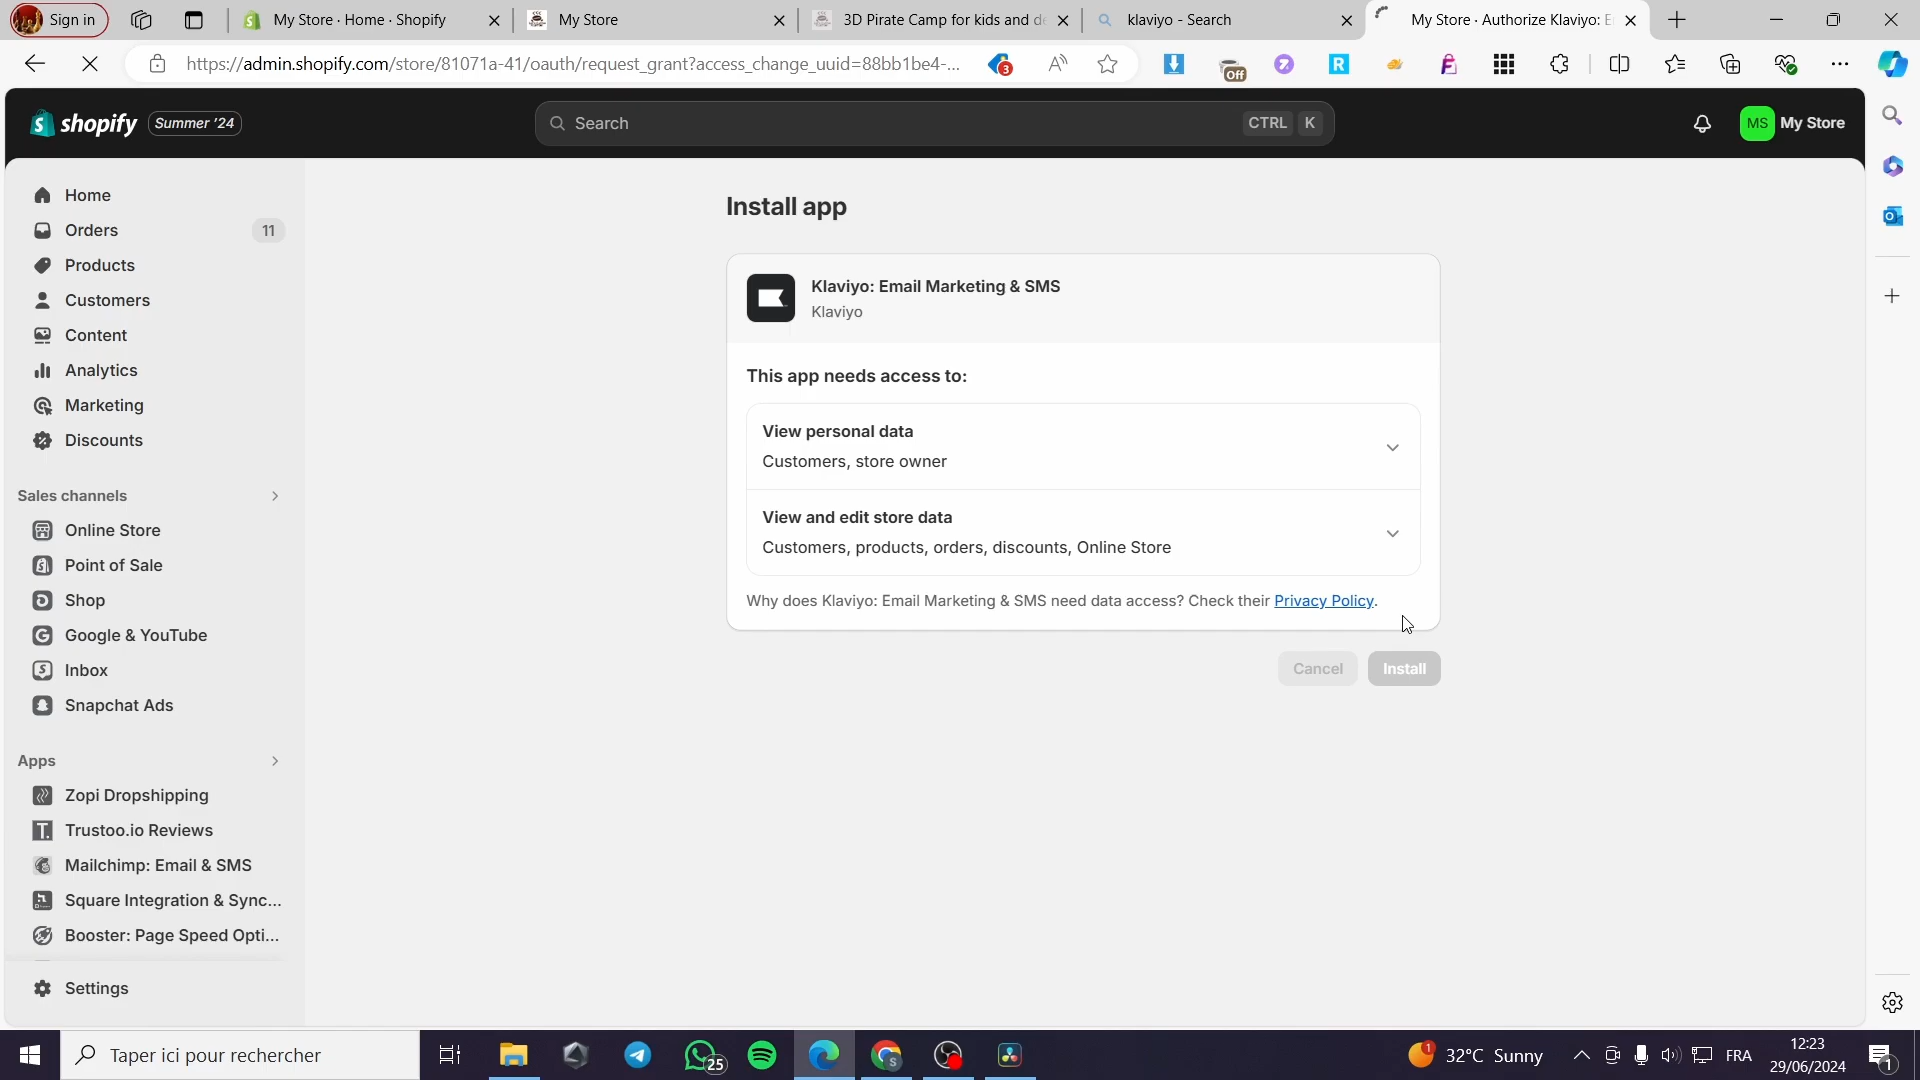 Sign in
My Store · Home · Shopify
My Store
3D Pirate Camp for kids and de
klaviyo - Search
My Store · Authorize Klaviyo: E
https://admin.shopify.com/store/81071a-41/oauth/request_grant?access_change_uuid=88bb1be4-...
3
Off
shopify
Summer '24
Search
CTRL K
MS
My Store
Home
Orders
11
Products
Customers
Content
Analytics
Marketing
Discounts
Sales channels
Online Store
Point of Sale
Shop
Google & YouTube
Inbox
Snapchat Ads
Apps
Zopi Dropshipping
Trustoo.io Reviews
Mailchimp: Email & SMS
Square Integration & Sync...
Booster: Page Speed Opti...
Settings
Install app
Klaviyo: Email Marketing & SMS
Klaviyo
This app needs access to:
View personal data
Customers, store owner
View and edit store data
Customers, products, orders, discounts, Online Store
Why does Klaviyo: Email Marketing & SMS need data access? Check their Privacy Policy.
Cancel
Install
Taper ici pour rechercher
25
1
32°C Sunny
FRA
12:23
29/06/2024
1